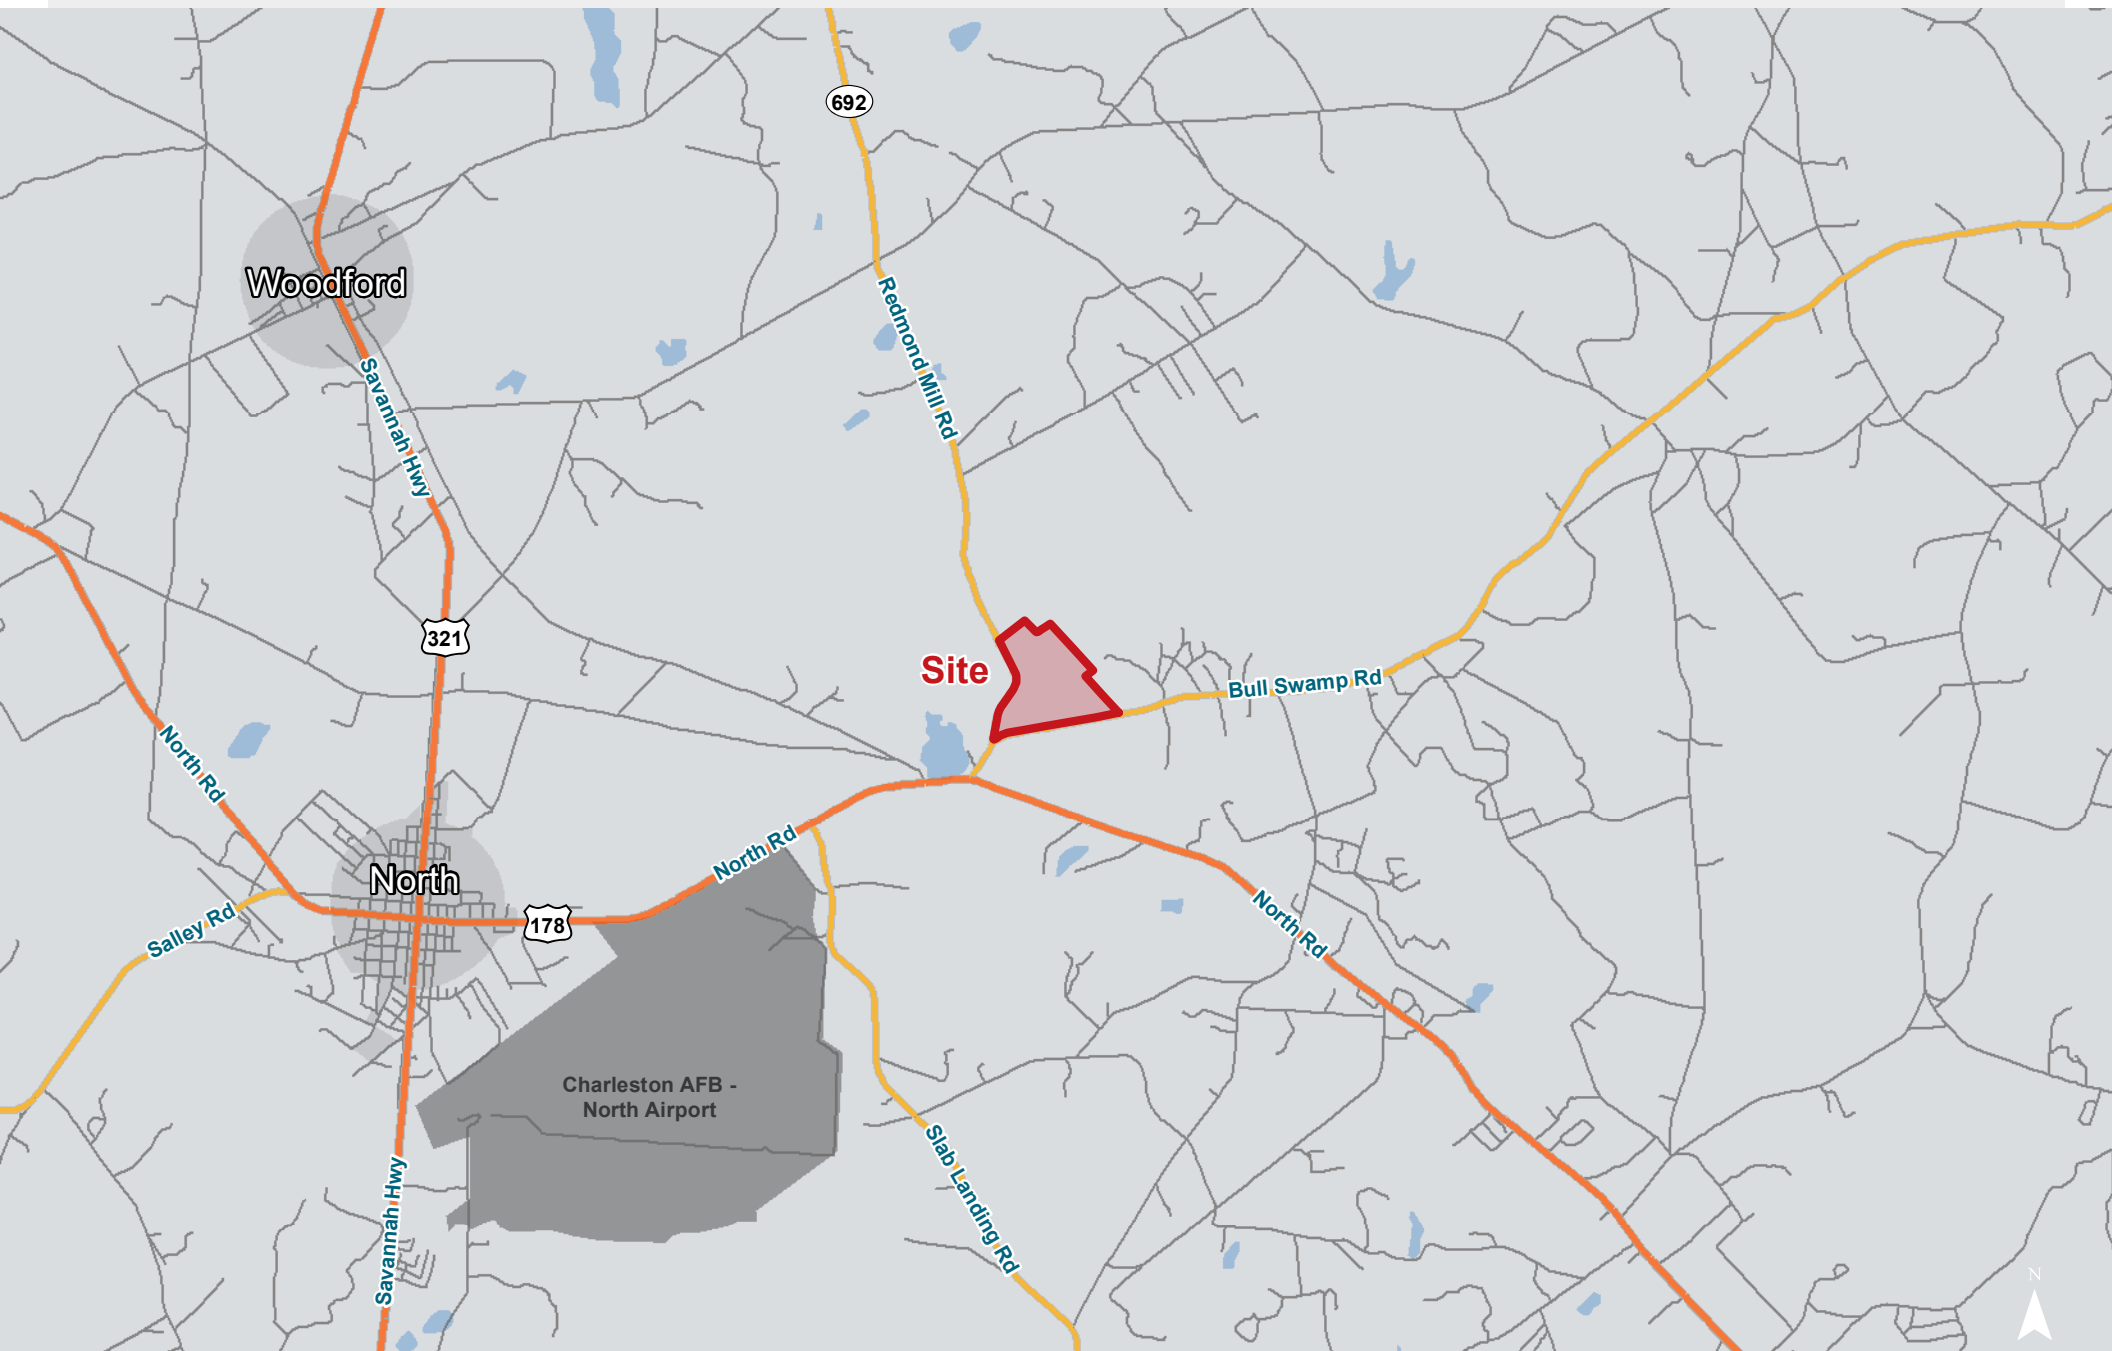 692
Woodford
Redmond Mill Rd
Savannah Hwy
321
Site
Bull Swamp Rd
North Rd
North Rd
North
178
Salley Rd
North Rd
Charleston AFB -
North Airport
Slab Landing Rd
Savannah Hwy
N